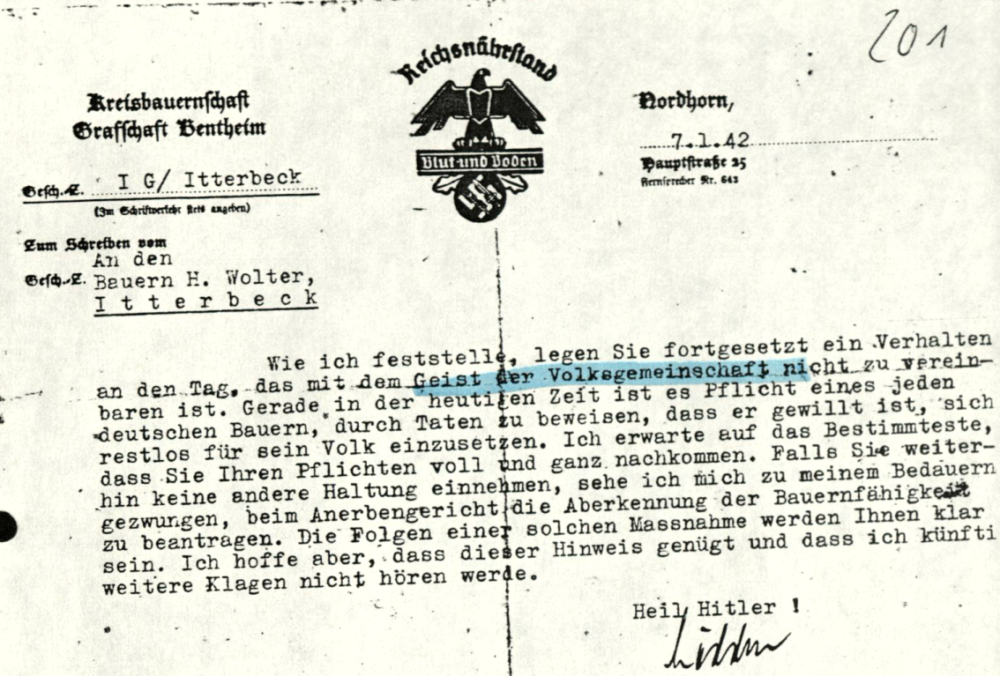 201
Reichsnährstand
Kreisbauernschaft
Grafschaft Bentheim
Blut und Boden
Nordhorn,
7.1.42
Hauptstraße 25
Fernsprecher Nr. 643
Gesch.-Z. I G/ Itterbeck
(Im Schriftverkehr stets angeben)
Zum Schreiben vom
An den
Gesch.-Z. Bauern H. Wolter,
I t t e r b e c k
Wie ich feststelle, legen Sie fortgesetzt ein Verhalten
an den Tag, das mit dem Geist der Volksgemeinschaft nicht zu verein-
baren ist. Gerade in der heutigen Zeit ist es Pflicht eines jeden
deutschen Bauern, durch Taten zu beweisen, dass er gewillt ist, sich
restlos für sein Volk einzusetzen. Ich erwarte auf das Bestimmteste,
dass Sie Ihren Pflichten voll und ganz nachkommen. Falls Sie weiter-
hin keine andere Haltung einnehmen, sehe ich mich zu meinem Bedauern
gezwungen, beim Anerbengericht die Aberkennung der Bauernfähigkeit
zu beantragen. Die Folgen einer solchen Massnahme werden Ihnen klar
sein. Ich hoffe aber, dass dieser Hinweis genügt und dass ich künfti
weitere Klagen nicht hören werde.
Heil Hitler !